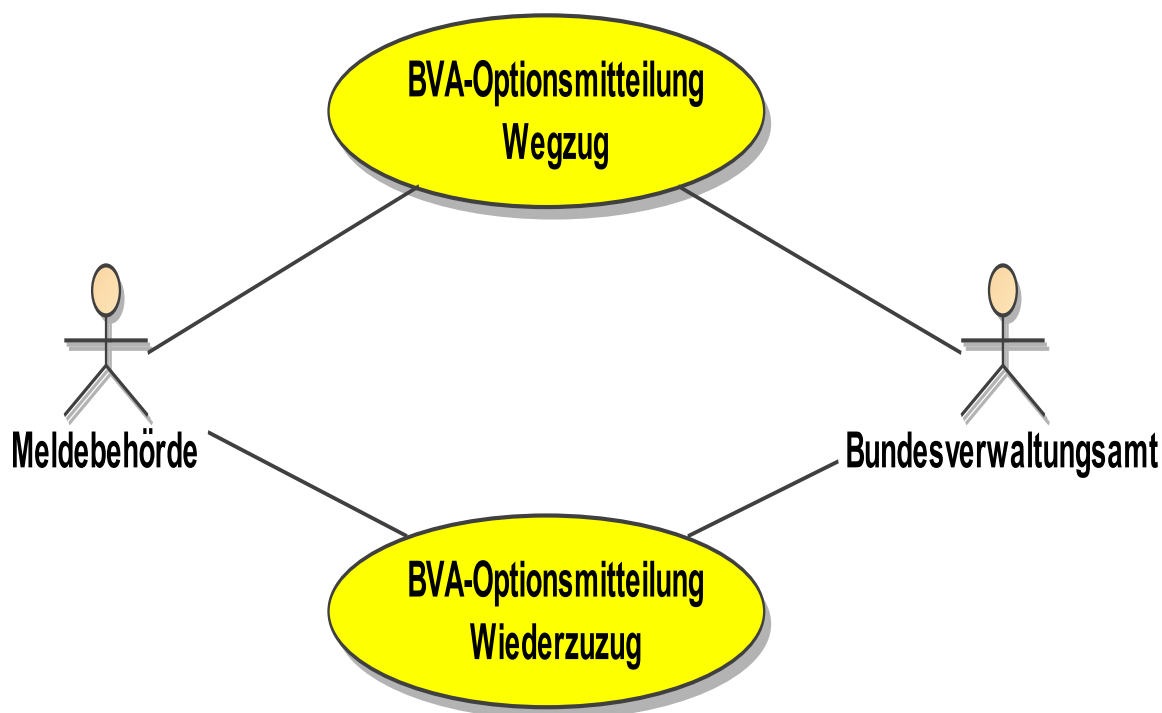 BVA-Optionsmitteilung
Wegzug
Meldebehörde
Bundesverwaltungsamt
BVA-Optionsmitteilung
Wiederzuzug